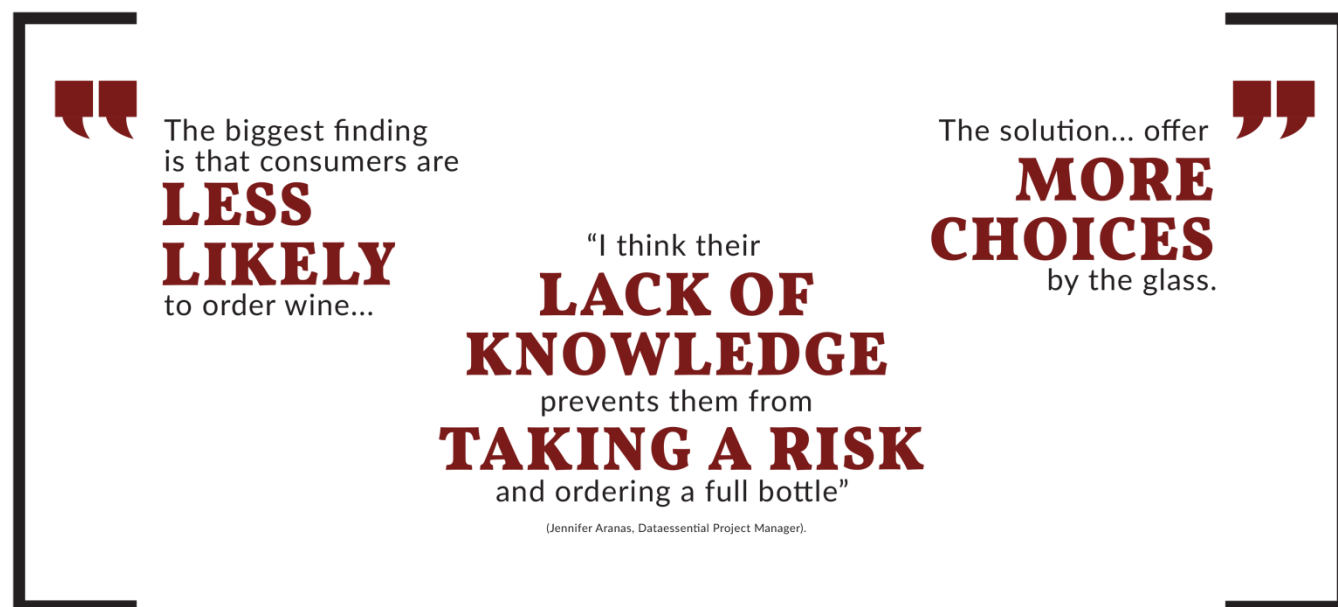 The biggest finding
is that consumers are
LESS
LIKELY
to order wine...
“I think their
LACK OF
KNOWLEDGE
prevents them from
TAKING A RISK
and ordering a full bottle”
(Jennifer Aranas, Dataessential Project Manager).
The solution... offer
MORE
CHOICES
by the glass.